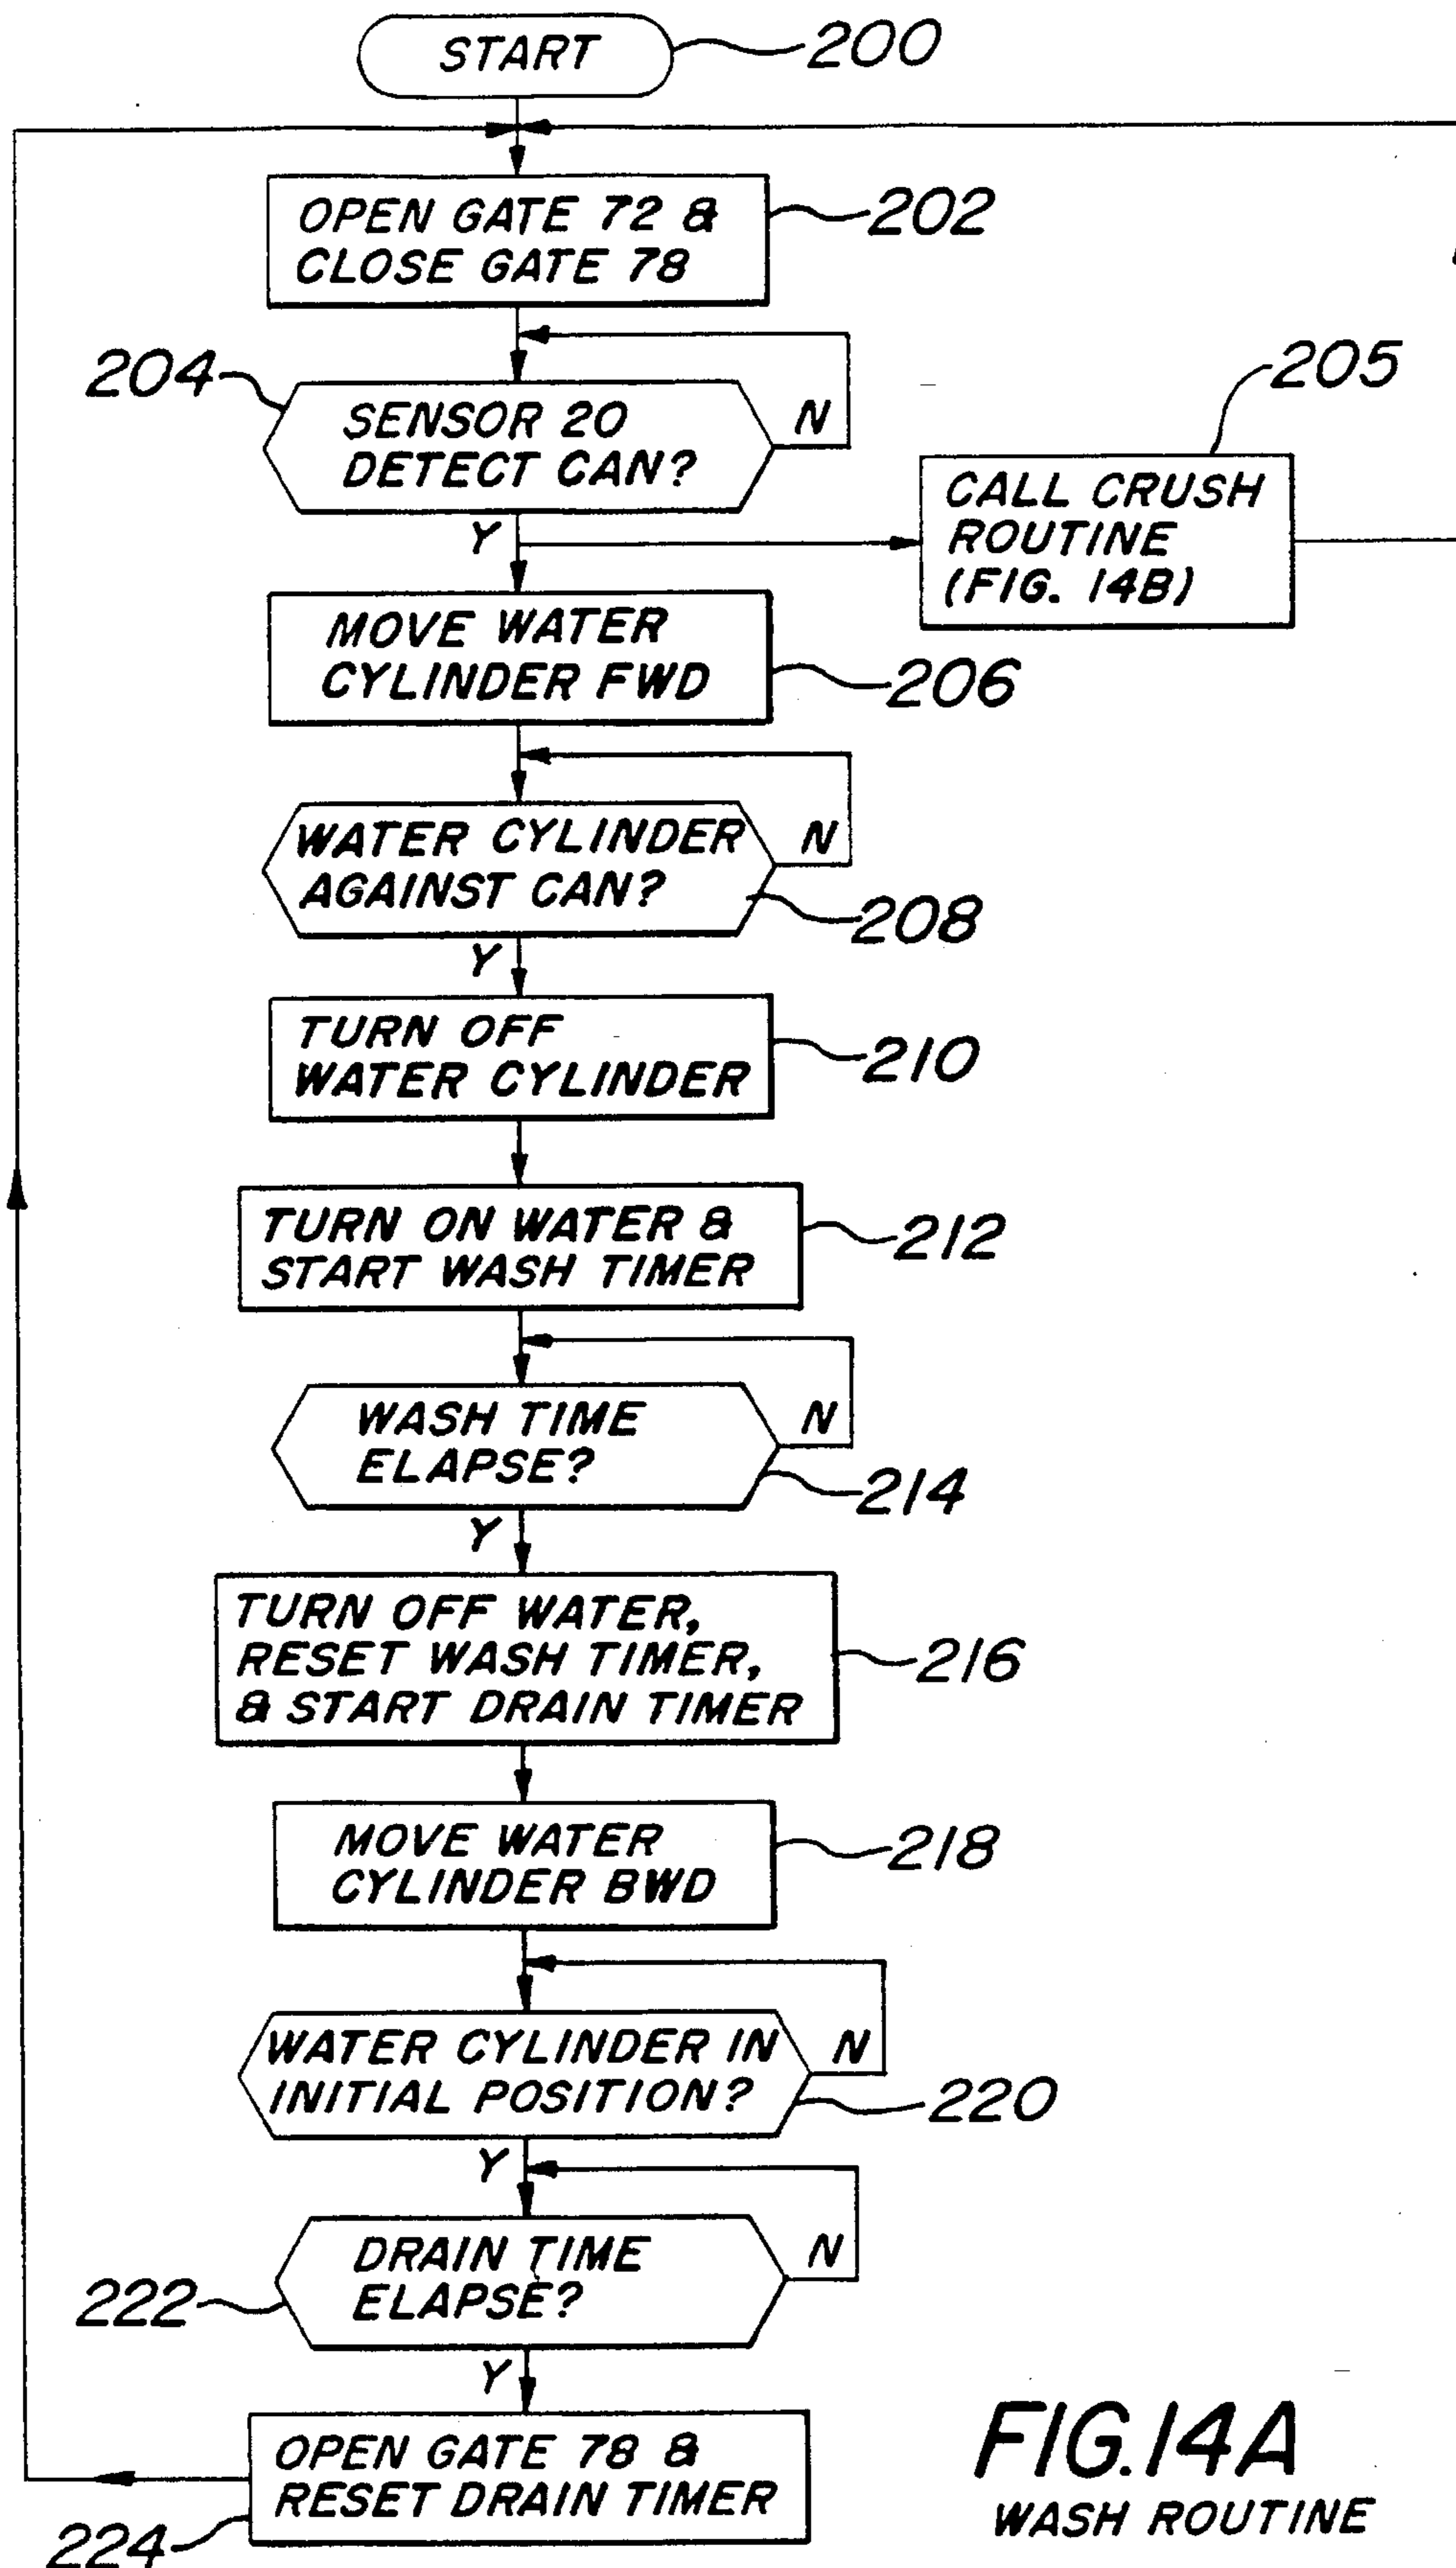 START
200
OPEN GATE 72 &
CLOSE GATE 78
202
204
SENSOR 20
DETECT CAN?
N
205
CALL CRUSH
ROUTINE
(FIG. 14B)
Y
MOVE WATER
CYLINDER FWD
206
WATER CYLINDER
AGAINST CAN?
N
208
Y
TURN OFF
WATER CYLINDER
210
TURN ON WATER &
START WASH TIMER
212
WASH TIME
ELAPSE?
N
214
Y
TURN OFF WATER,
RESET WASH TIMER,
& START DRAIN TIMER
216
MOVE WATER
CYLINDER BWD
218
WATER CYLINDER IN
INITIAL POSITION?
N
220
Y
DRAIN TIME
ELAPSE?
N
222
Y
OPEN GATE 78 &
RESET DRAIN TIMER
224
FIG.14A
WASH ROUTINE